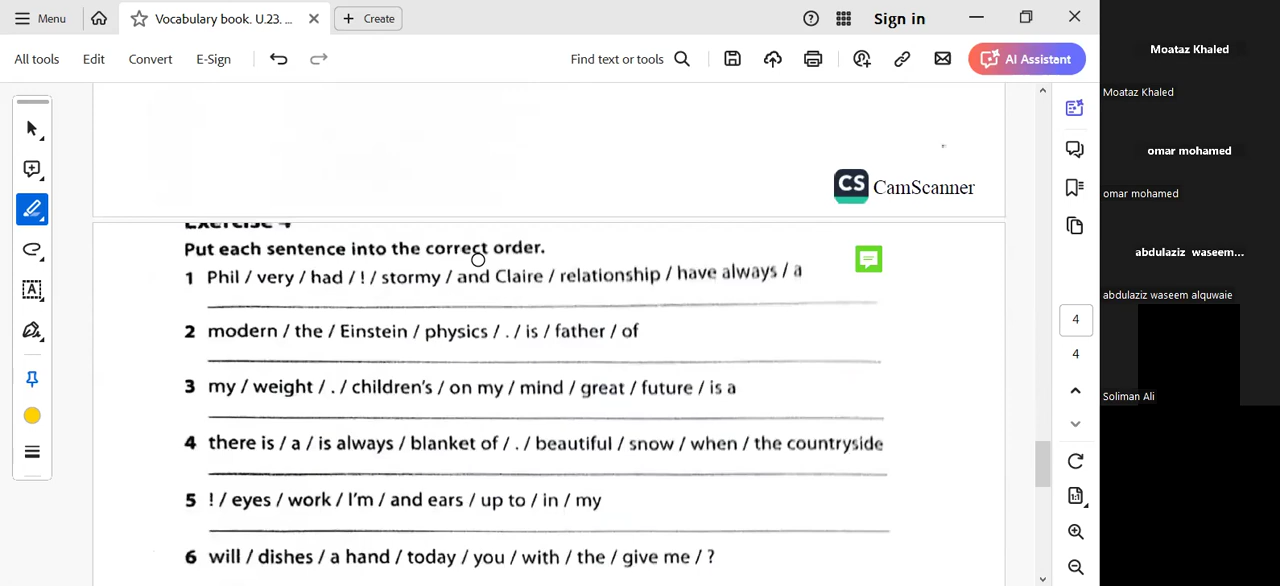 Menu
Vocabulary book. U.23. ...
Create
Sign in
All tools
Edit
Convert
E-Sign
Find text or tools
AI Assistant
CS CamScanner
Exercise 4
Put each sentence into the correct order.
1 Phil / very / had / ! / stormy / and Claire / relationship / have always / a
2 modern / the / Einstein / physics / . / is / father / of
3 my / weight / . / children's / on my / mind / great / future / is a
4 there is / a / is always / blanket of / . / beautiful / snow / when / the countryside
5 ! / eyes / work / I'm / and ears / up to / in / my
6 will / dishes / a hand / today / you / with / the / give me / ?
4
4
1:1
Moataz Khaled
Moataz Khaled
omar mohamed
omar mohamed
abdulaziz waseem...
abdulaziz waseem alquwaie
Soliman Ali